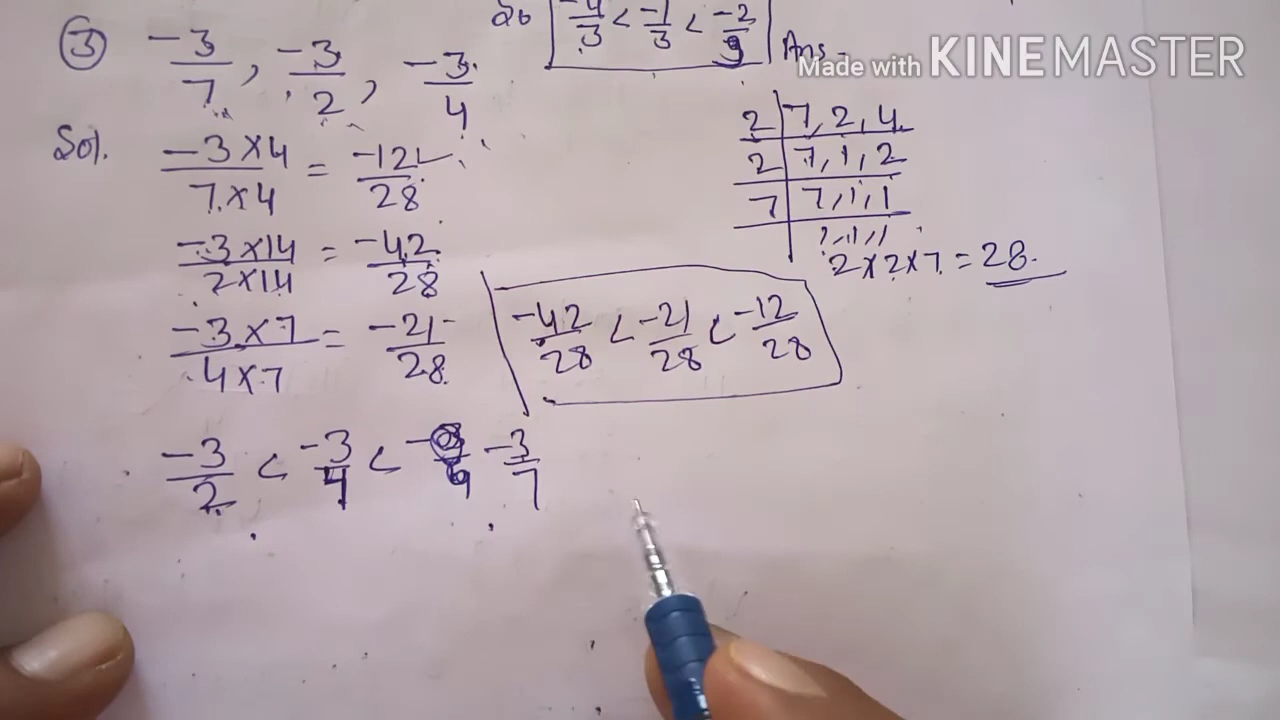 So -4/3 < -1/3 < -2/9 Ans -
Made with KINEMASTER
③ -3/7, -3/2, -3/4
Sol. -3×4/7×4 = -12/28
-3×14/2×14 = -42/28
-3×7/4×7 = -21/28
2 | 7, 2, 4
2 | 7, 1, 2
7 | 7, 1, 1
1, 1, 1
2×2×7 = 28.
-42/28 < -21/28 < -12/28
-3/2 < -3/4 < -3/7